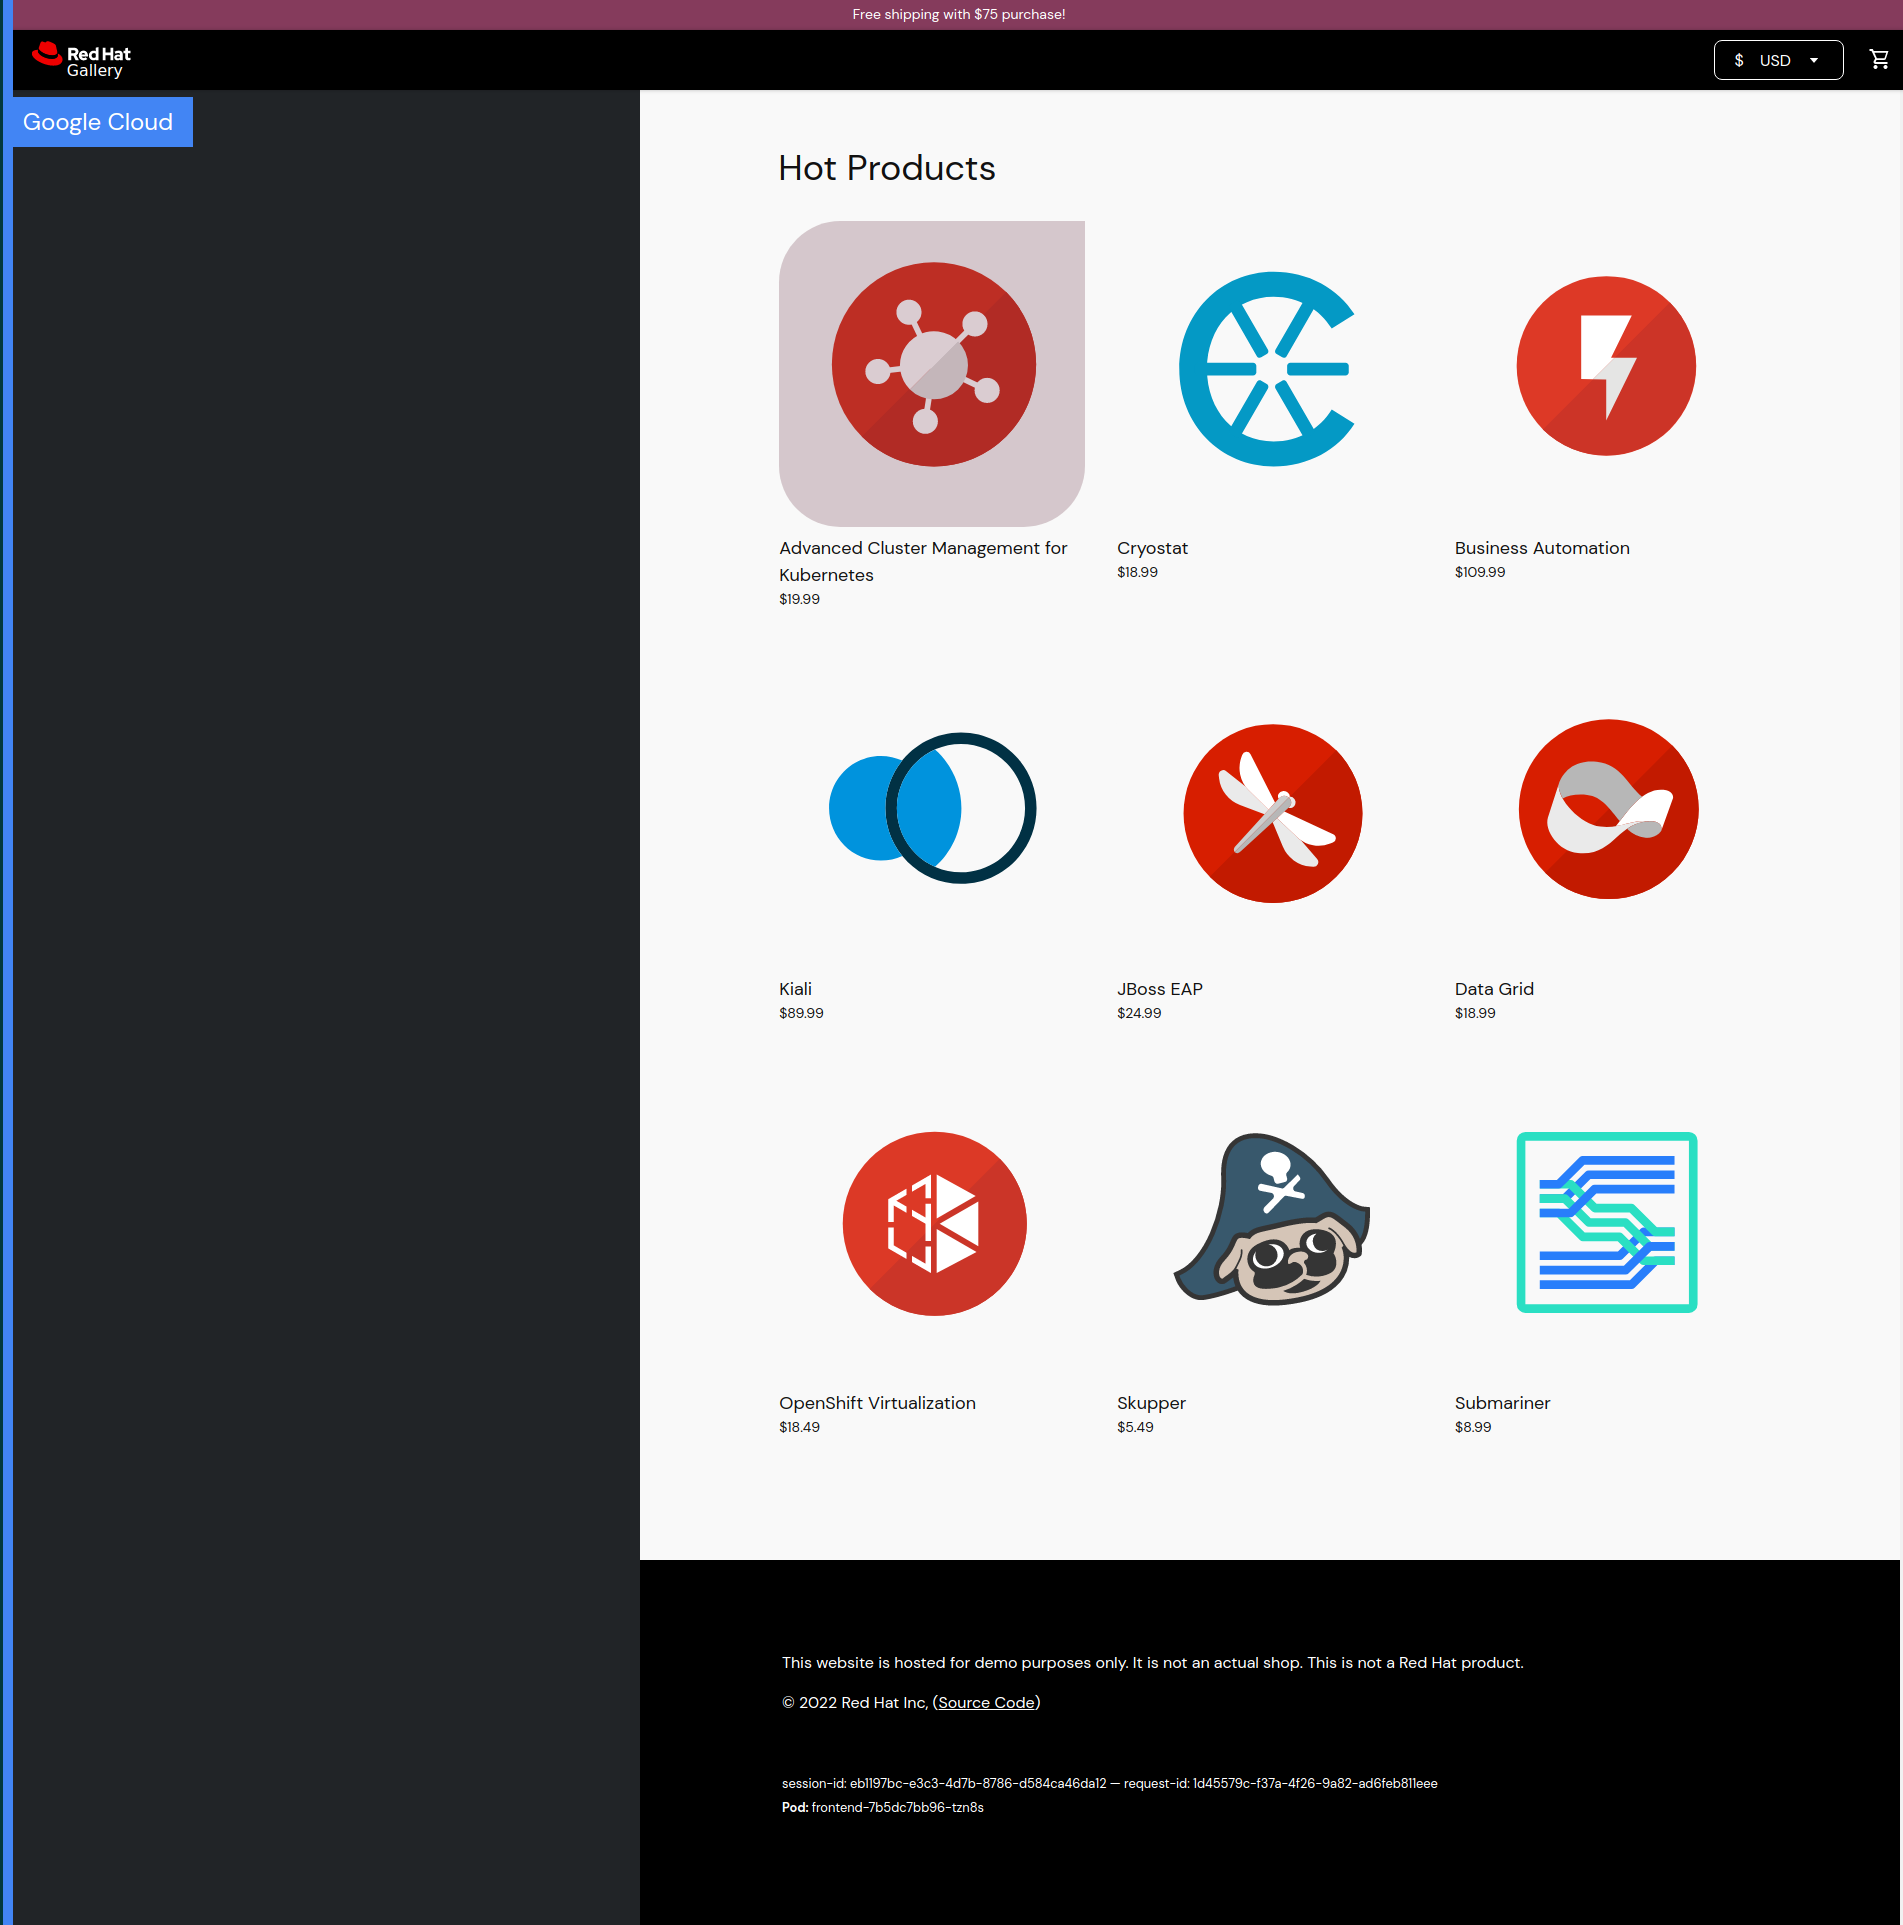 Free shipping with $75 purchase!
Red Hat
Gallery
$ USD
Google Cloud
Hot Products
Advanced Cluster Management for
Kubernetes
$19.99
Cryostat
$18.99
Business Automation
$109.99
Kiali
$89.99
JBoss EAP
$24.99
Data Grid
$18.99
OpenShift Virtualization
$18.49
Skupper
$5.49
Submariner
$8.99
This website is hosted for demo purposes only. It is not an actual shop. This is not a Red Hat product.
© 2022 Red Hat Inc, (Source Code)
session-id: eb1197bc-e3c3-4d7b-8786-d584ca46da12 — request-id: 1d45579c-f37a-4f26-9a82-ad6feb811eee
Pod: frontend-7b5dc7bb96-tzn8s